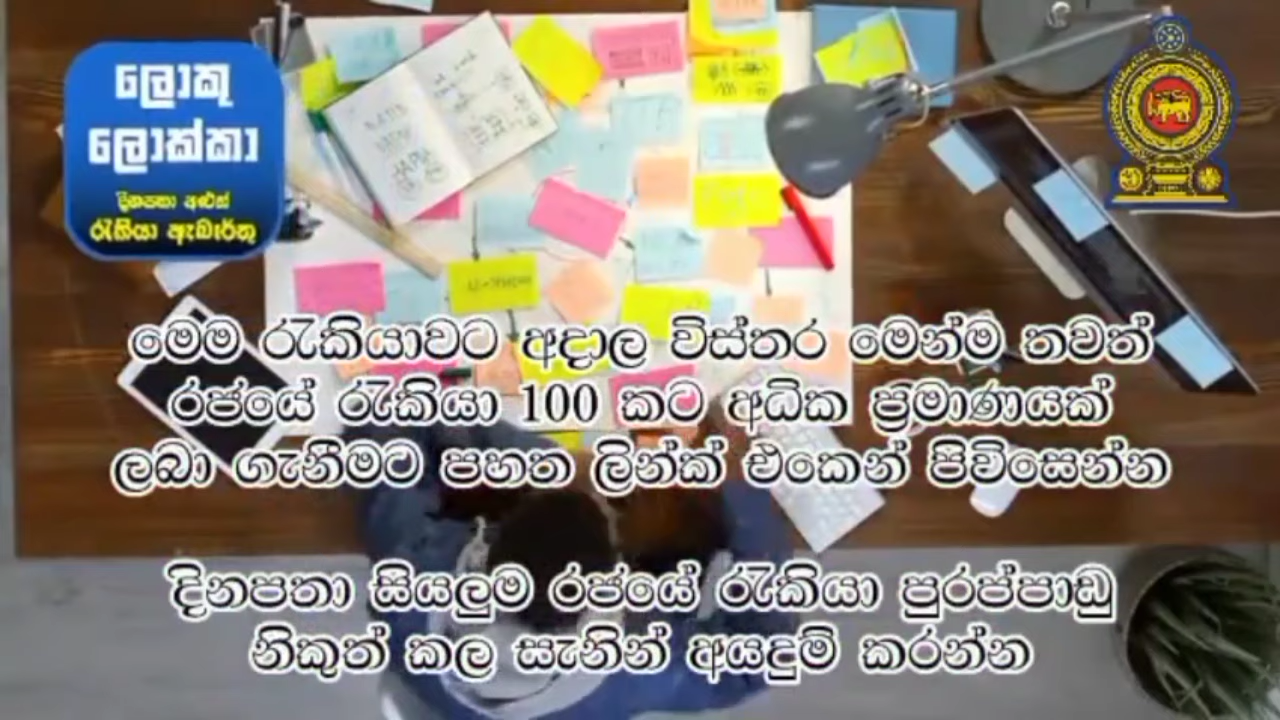 ලොකු
ලොක්කා
දිනයකා අළුත්
රැකියා ඇබෑර්තු
මෙම රැකියාවට අදාල විස්තර මෙන්ම තවත්
රජයේ රැකියා 100 කට අධික ප්‍රමාණයක්
ලබා ගැනීමට පහත ලින්ක් එකෙන් පිවිසෙන්න
දිනපතා සියලුම රජයේ රැකියා පුරප්පාඩු
නිකුත් කල සැනින් අයදුම් කරන්න